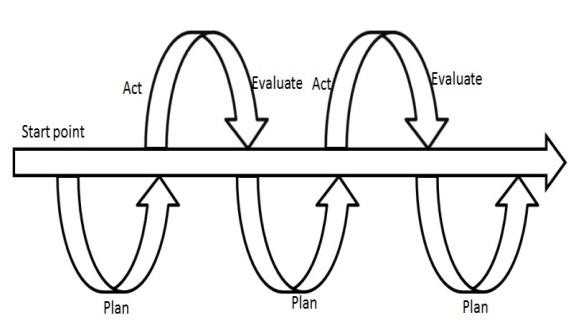 Act
Evaluate
Act
Evaluate
Start point
Plan
Plan
Plan